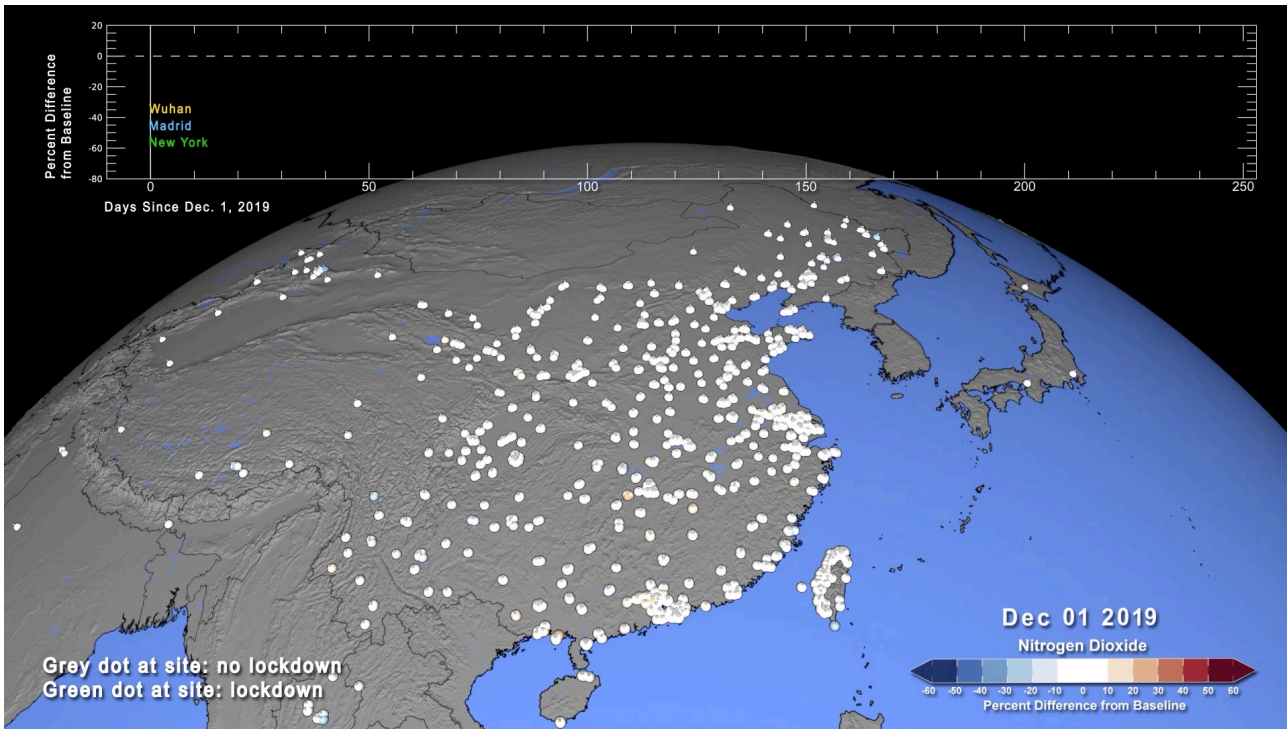 20
0
-20
-40
-60
-80
Percent Difference
from Baseline
Wuhan
Madrid
New York
0 50 100 150 200 250
Days Since Dec. 1, 2019
Dec 01 2019
Nitrogen Dioxide
-60 -50 -40 -30 -20 -10 0 10 20 30 40 50 60
Percent Difference from Baseline
Grey dot at site: no lockdown
Green dot at site: lockdown